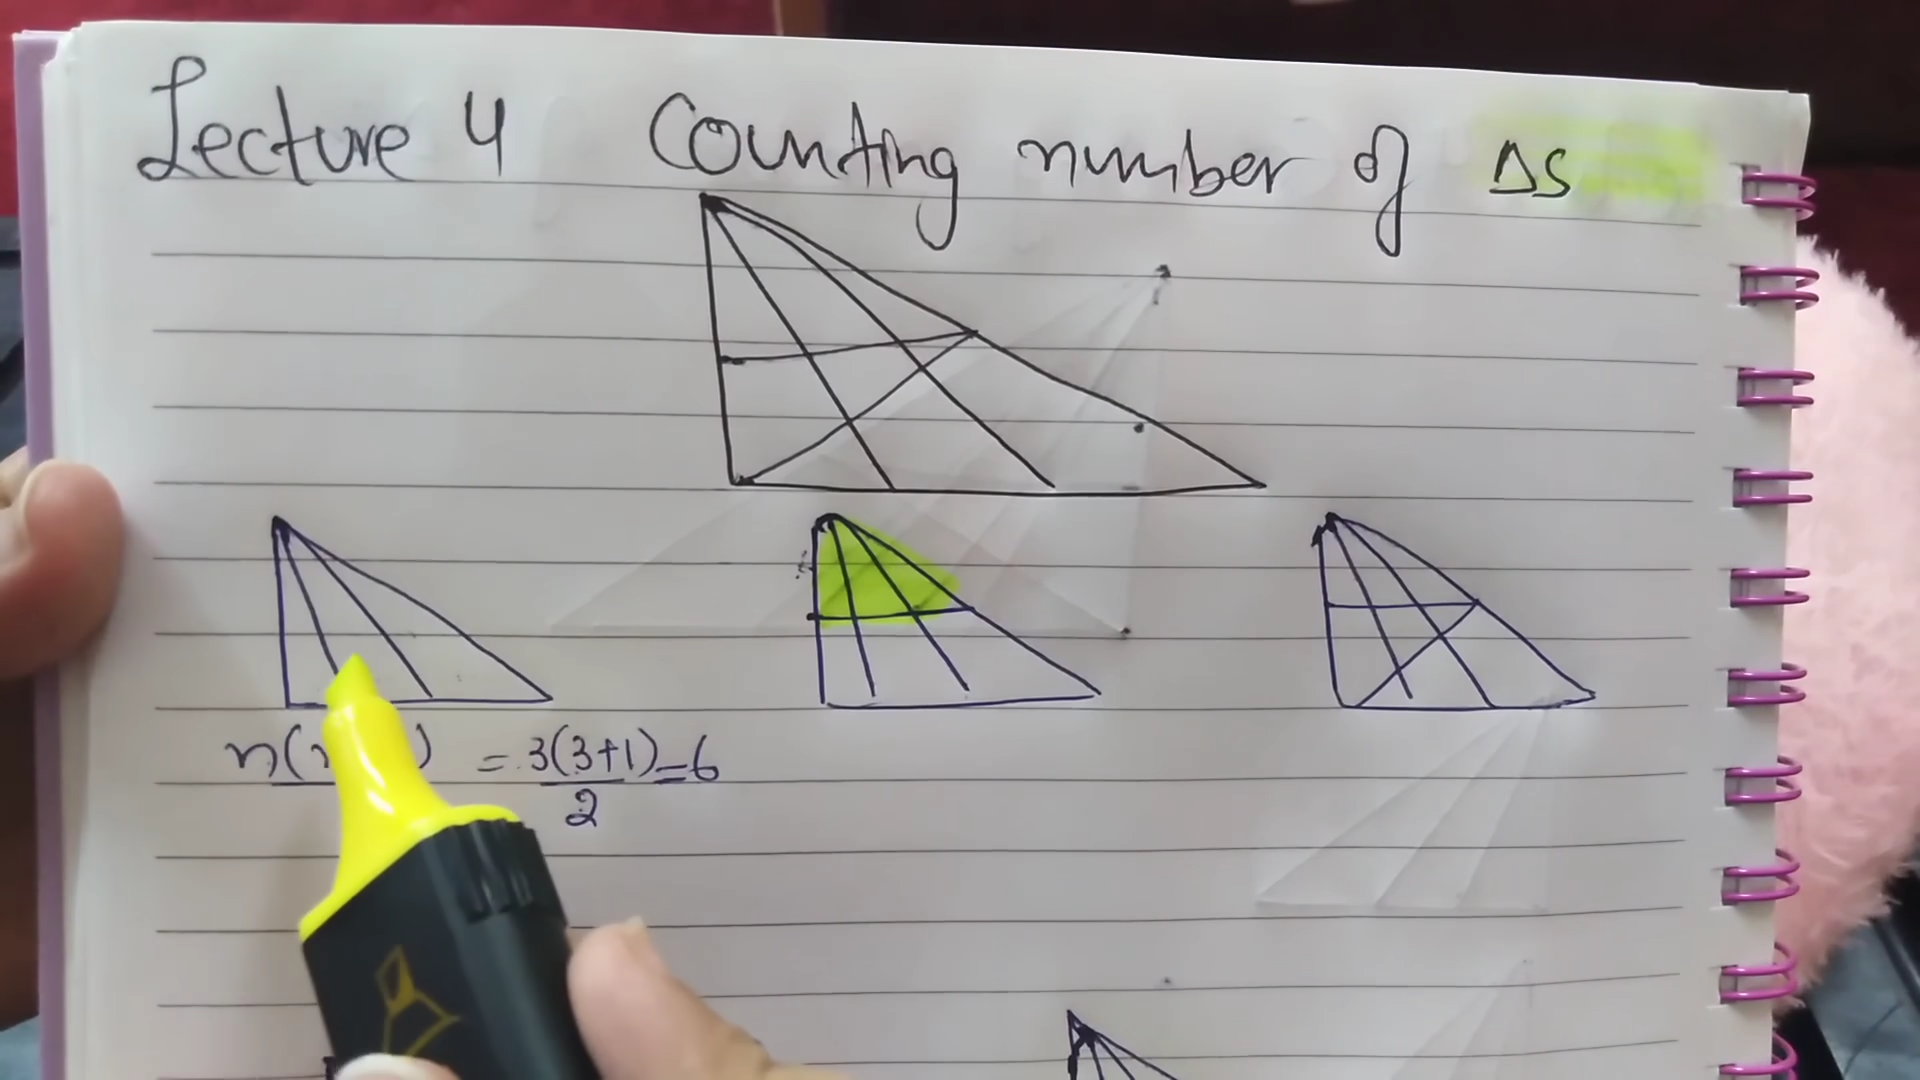 Lecture 4 Counting number of ΔS
n( ) = 3(3+1) = 6
2